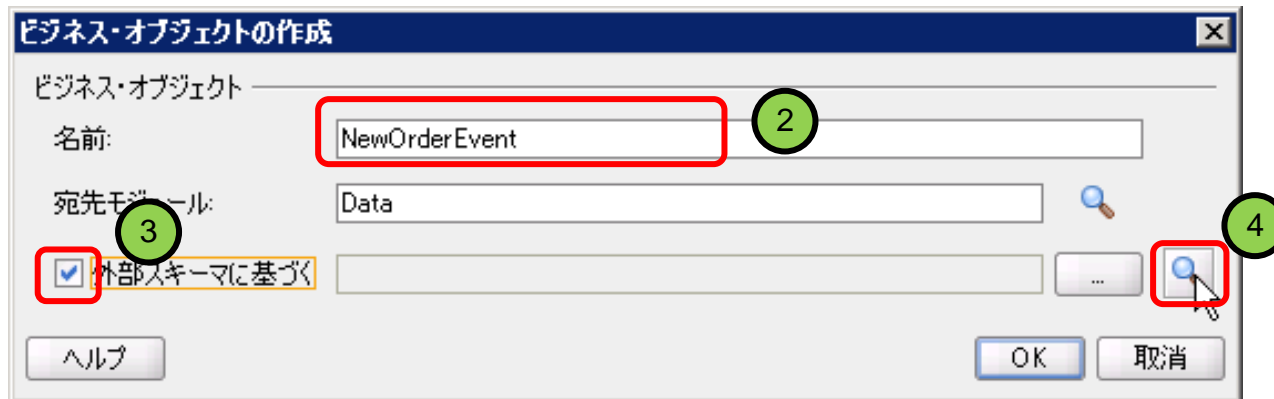 ビジネス・オブジェクトの作成
ビジネス・オブジェクト
名前: NewOrderEvent 2
宛先モジュール: Data
3 4
外部スキーマに基づく ...
ヘルプ OK 取消